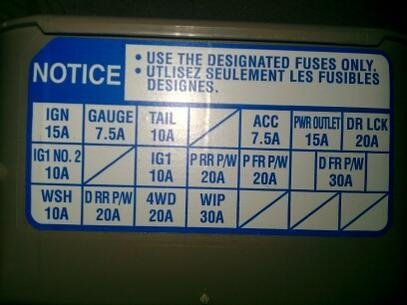 NOTICE
• USE THE DESIGNATED FUSES ONLY.
• UTLISEZ SEULEMENT LES FUSIBLES
DESIGNES.
IGN GAUGE TAIL ACC PWR OUTLET DR LCK
15A 7.5A 10A 7.5A 15A 20A
IG1 NO. 2 IG1 P RR P/W P FR P/W D FR P/W
10A 10A 20A 20A 30A
WSH D RR P/W 4WD WIP
10A 20A 20A 30A